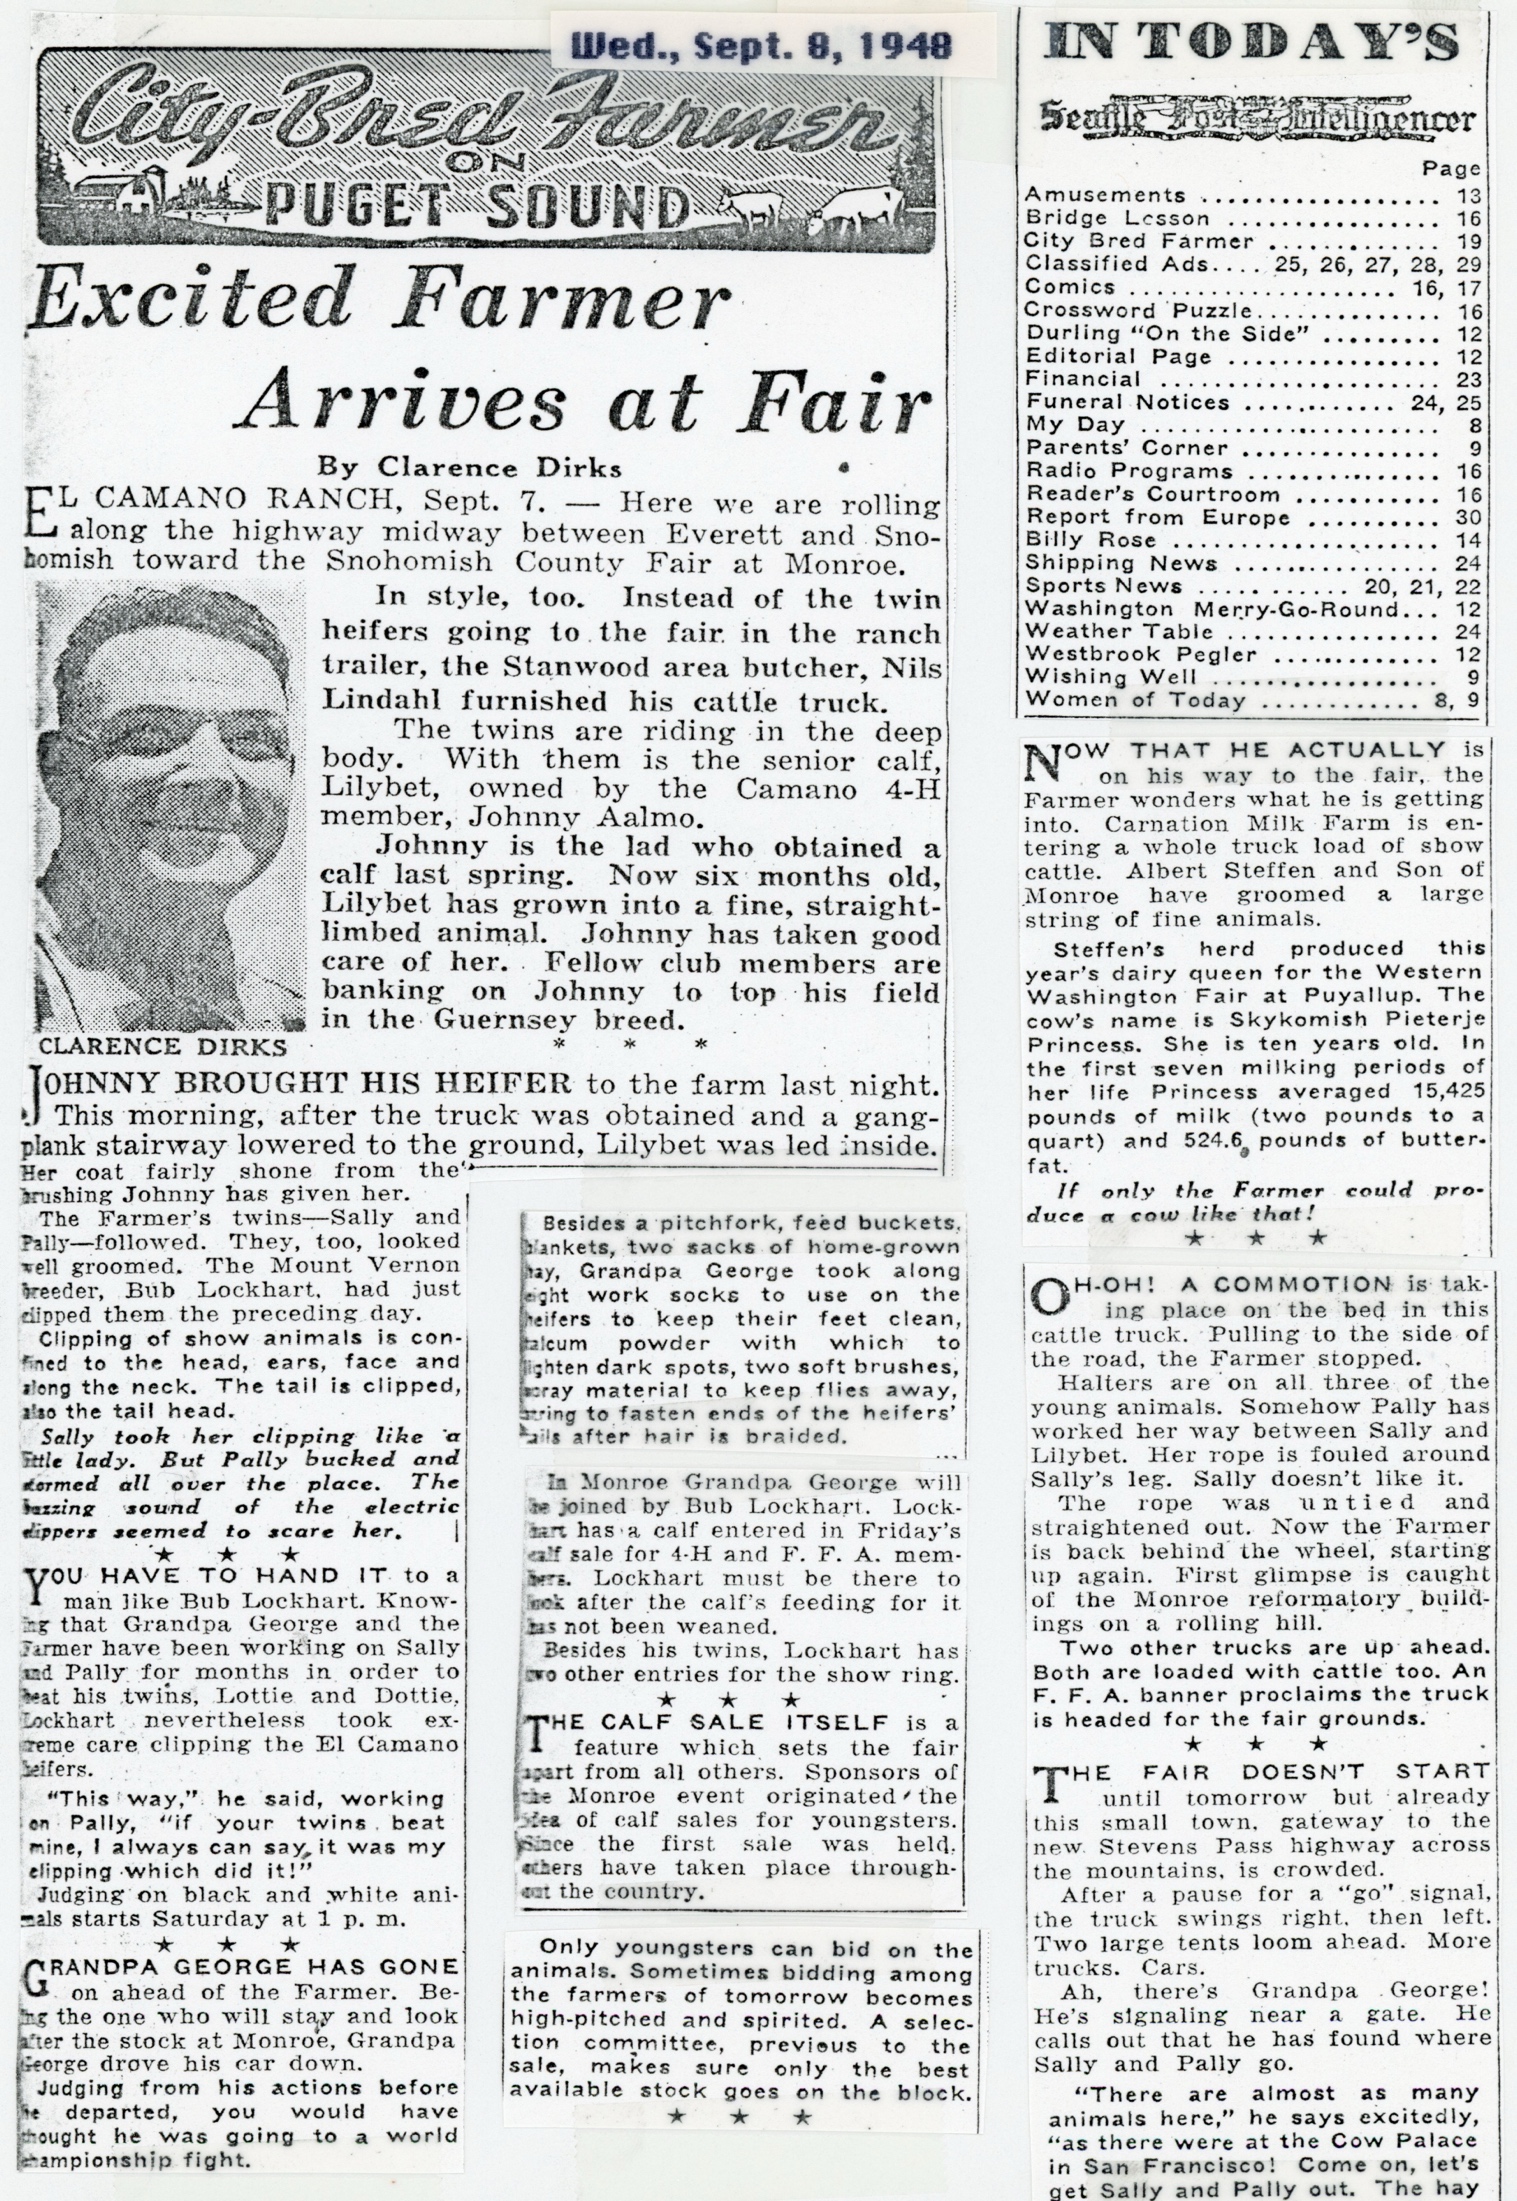 Wed., Sept. 8, 1948
City-Bred Farmer
ON
PUGET SOUND
Excited Farmer
Arrives at Fair
By Clarence Dirks
EL CAMANO RANCH, Sept. 7. — Here we are rolling
along the highway midway between Everett and Sno-
homish toward the Snohomish County Fair at Monroe.
In style, too. Instead of the twin
heifers going to the fair in the ranch
trailer, the Stanwood area butcher, Nils
Lindahl furnished his cattle truck.
The twins are riding in the deep
body. With them is the senior calf,
Lilybet, owned by the Camano 4-H
member, Johnny Aalmo.
Johnny is the lad who obtained a
calf last spring. Now six months old,
Lilybet has grown into a fine, straight-
limbed animal. Johnny has taken good
care of her. Fellow club members are
banking on Johnny to top his field
in the Guernsey breed.
CLARENCE DIRKS
* * *
JOHNNY BROUGHT HIS HEIFER to the farm last night.
This morning, after the truck was obtained and a gang-
plank stairway lowered to the ground, Lilybet was led inside.
Her coat fairly shone from the
brushing Johnny has given her.
The Farmer's twins—Sally and
Pally—followed. They, too, looked
well groomed. The Mount Vernon
breeder, Bub Lockhart, had just
clipped them the preceding day.
Clipping of show animals is con-
fined to the head, ears, face and
along the neck. The tail is clipped,
also the tail head.
Sally took her clipping like a
little lady. But Pally bucked and
stormed all over the place. The
buzzing sound of the electric
clippers seemed to scare her.
★ ★ ★
YOU HAVE TO HAND IT to a
man like Bub Lockhart. Know-
ing that Grandpa George and the
Farmer have been working on Sally
and Pally for months in order to
beat his twins, Lottie and Dottie,
Lockhart nevertheless took ex-
treme care clipping the El Camano
heifers.
"This way," he said, working
on Pally, "if your twins beat
mine, I always can say it was my
clipping which did it!"
Judging on black and white ani-
mals starts Saturday at 1 p. m.
★ ★ ★
GRANDPA GEORGE HAS GONE
on ahead of the Farmer. Be-
ing the one who will stay and look
after the stock at Monroe, Grandpa
George drove his car down.
Judging from his actions before
he departed, you would have
thought he was going to a world
championship fight.
Besides a pitchfork, feed buckets,
blankets, two sacks of home-grown
hay, Grandpa George took along
eight work socks to use on the
heifers to keep their feet clean,
talcum powder with which to
lighten dark spots, two soft brushes,
spray material to keep flies away,
string to fasten ends of the heifers'
tails after hair is braided.
...
In Monroe Grandpa George will
be joined by Bub Lockhart. Lock-
hart has a calf entered in Friday's
calf sale for 4-H and F. F. A. mem-
bers. Lockhart must be there to
look after the calf's feeding for it
has not been weaned.
Besides his twins, Lockhart has
two other entries for the show ring.
★ ★ ★
THE CALF SALE ITSELF is a
feature which sets the fair
apart from all others. Sponsors of
the Monroe event originated the
idea of calf sales for youngsters.
Since the first sale was held,
others have taken place through-
out the country.
Only youngsters can bid on the
animals. Sometimes bidding among
the farmers of tomorrow becomes
high-pitched and spirited. A selec-
tion committee, previous to the
sale, makes sure only the best
available stock goes on the block.
★ ★ ★
IN TODAY'S
Seattle Post-Intelligencer
Page
Amusements .................. 13
Bridge Lesson ................ 16
City Bred Farmer ............. 19
Classified Ads.... 25, 26, 27, 28, 29
Comics .................... 16, 17
Crossword Puzzle.............. 16
Durling "On the Side" ......... 12
Editorial Page ................ 12
Financial ..................... 23
Funeral Notices ........... 24, 25
My Day ....................... 8
Parents' Corner ................ 9
Radio Programs ............... 16
Reader's Courtroom ........... 16
Report from Europe .......... 30
Billy Rose .................... 14
Shipping News ................ 24
Sports News ........... 20, 21, 22
Washington Merry-Go-Round... 12
Weather Table ................ 24
Westbrook Pegler ............. 12
Wishing Well ................. 9
Women of Today ............ 8, 9
NOW THAT HE ACTUALLY is
on his way to the fair, the
Farmer wonders what he is getting
into. Carnation Milk Farm is en-
tering a whole truck load of show
cattle. Albert Steffen and Son of
Monroe have groomed a large
string of fine animals.
Steffen's herd produced this
year's dairy queen for the Western
Washington Fair at Puyallup. The
cow's name is Skykomish Pieterje
Princess. She is ten years old. In
the first seven milking periods of
her life Princess averaged 15,425
pounds of milk (two pounds to a
quart) and 524.6 pounds of butter-
fat.
If only the Farmer could pro-
duce a cow like that!
★ ★ ★
OH-OH! A COMMOTION is tak-
ing place on the bed in this
cattle truck. Pulling to the side of
the road, the Farmer stopped.
Halters are on all three of the
young animals. Somehow Pally has
worked her way between Sally and
Lilybet. Her rope is fouled around
Sally's leg. Sally doesn't like it.
The rope was untied and
straightened out. Now the Farmer
is back behind the wheel, starting
up again. First glimpse is caught
of the Monroe reformatory build-
ings on a rolling hill.
Two other trucks are up ahead.
Both are loaded with cattle too. An
F. F. A. banner proclaims the truck
is headed for the fair grounds.
★ ★ ★
THE FAIR DOESN'T START
until tomorrow but already
this small town, gateway to the
new Stevens Pass highway across
the mountains, is crowded.
After a pause for a "go" signal,
the truck swings right, then left.
Two large tents loom ahead. More
trucks. Cars.
Ah, there's Grandpa George!
He's signaling near a gate. He
calls out that he has found where
Sally and Pally go.
"There are almost as many
animals here," he says excitedly,
"as there were at the Cow Palace
in San Francisco! Come on, let's
get Sally and Pally out. The hay